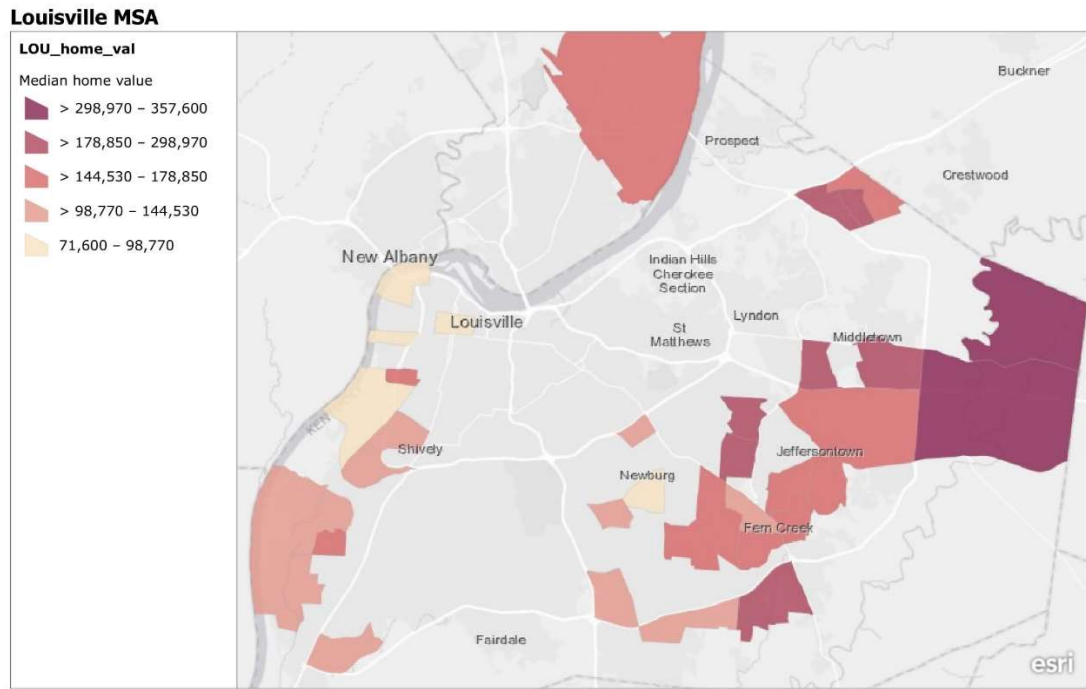 Louisville MSA
LOU_home_val
Median home value
> 298,970 – 357,600
> 178,850 – 298,970
> 144,530 – 178,850
> 98,770 – 144,530
71,600 – 98,770
Buckner
Prospect
Crestwood
New Albany
Indian Hills
Cherokee
Section
Louisville
St
Matthews
Lyndon
Middletown
KEN
Shively
Jeffersontown
Newburg
Fern Creek
Fairdale
esri